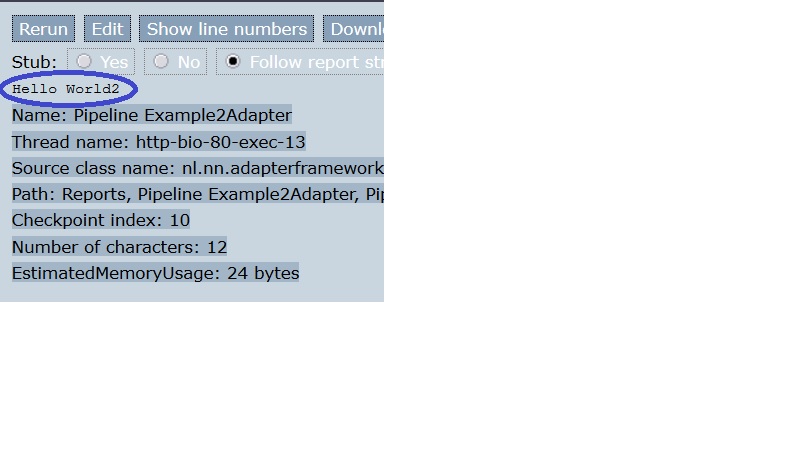 Rerun Edit Show line numbers Downl
Stub: Yes No Follow report str
Hello World2
Name: Pipeline Example2Adapter
Thread name: http-bio-80-exec-13
Source class name: nl.nn.adapterframework
Path: Reports, Pipeline Example2Adapter, Pip
Checkpoint index: 10
Number of characters: 12
EstimatedMemoryUsage: 24 bytes